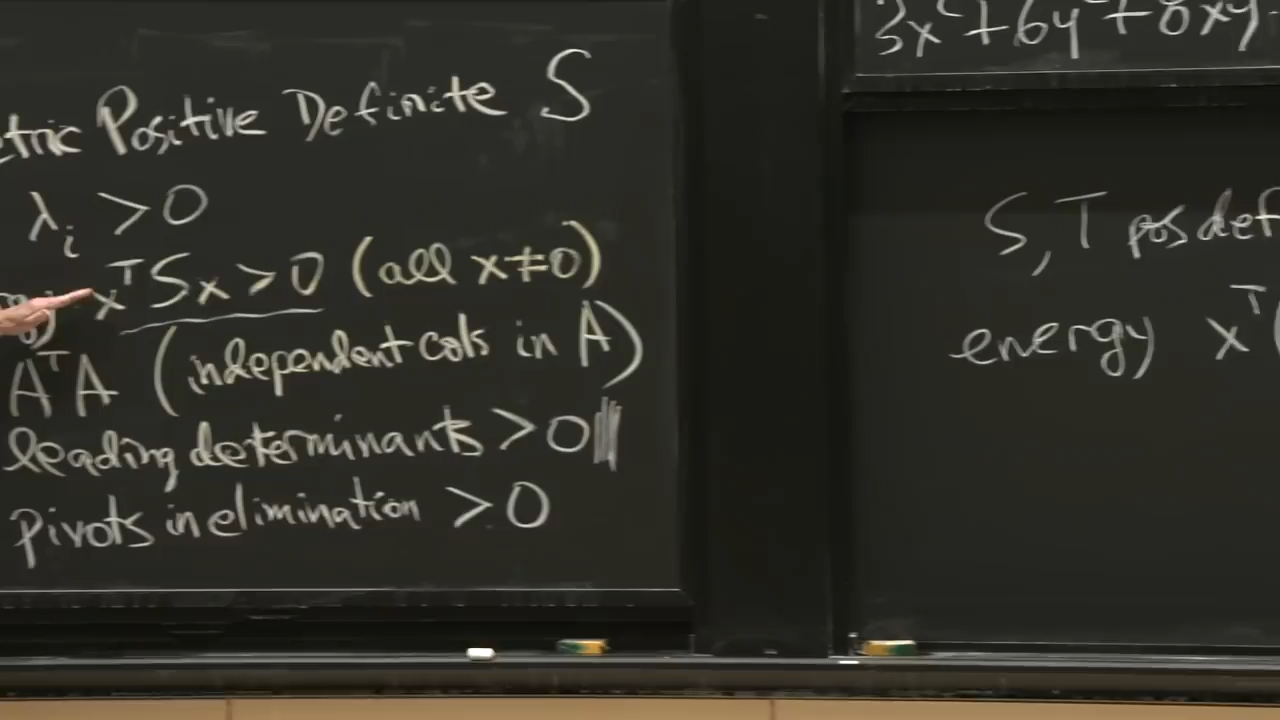 etric Positive Definite S
λi > 0
xᵀSx > 0 (all x ≠ 0)
AᵀA (independent cols in A)
leading determinants > 0
pivots in elimination > 0
3x² + 6y² + 8xy
S, T pos def
energy xᵀ(